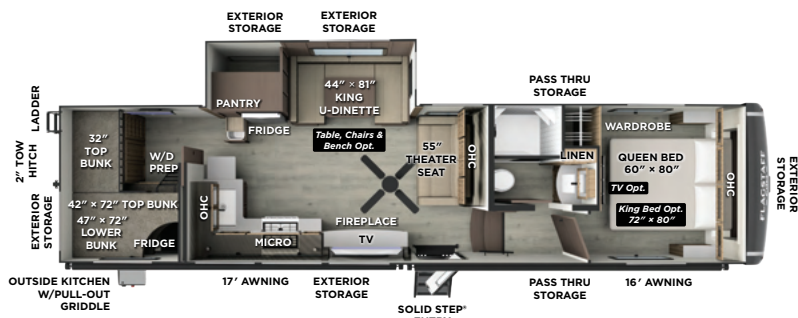 EXTERIOR
STORAGE
EXTERIOR
STORAGE
PASS THRU
STORAGE
LADDER
2" TOW
HITCH
EXTERIOR
STORAGE
PANTRY
FRIDGE
44" × 81"
KING
U-DINETTE
Table, Chairs &
Bench Opt.
32"
TOP
BUNK
W/D
PREP
55"
THEATER
SEAT
OHC
WARDROBE
LINEN
QUEEN BED
60" × 80"
TV Opt.
King Bed Opt.
72" × 80"
OHC
FLAGSTAFF
EXTERIOR
STORAGE
42" × 72" TOP BUNK
47" × 72"
LOWER
BUNK
FRIDGE
OHC
MICRO
FIREPLACE
TV
OUTSIDE KITCHEN
W/PULL-OUT
GRIDDLE
17' AWNING
EXTERIOR
STORAGE
SOLID STEP®
ENTRY
PASS THRU
STORAGE
16' AWNING